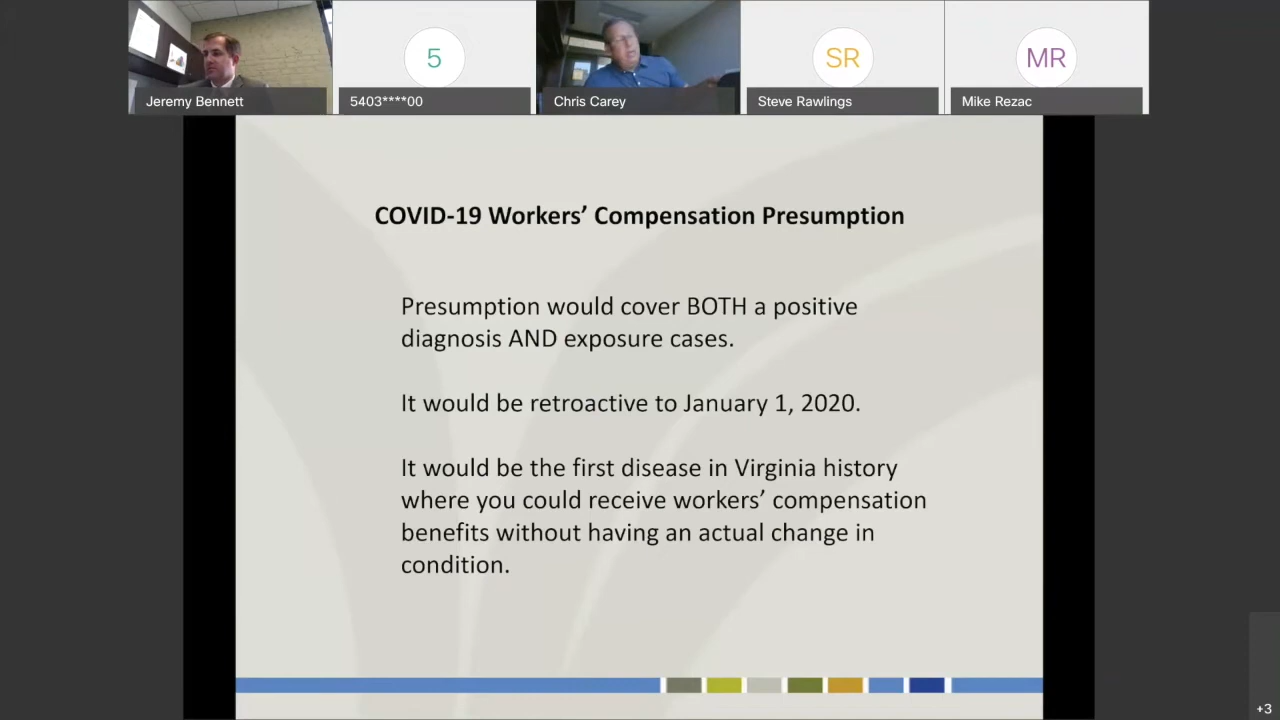 5
SR
MR
Jeremy Bennett
5403****00
Chris Carey
Steve Rawlings
Mike Rezac
COVID-19 Workers’ Compensation Presumption
Presumption would cover BOTH a positive
diagnosis AND exposure cases.
It would be retroactive to January 1, 2020.
It would be the first disease in Virginia history
where you could receive workers’ compensation
benefits without having an actual change in
condition.
+3